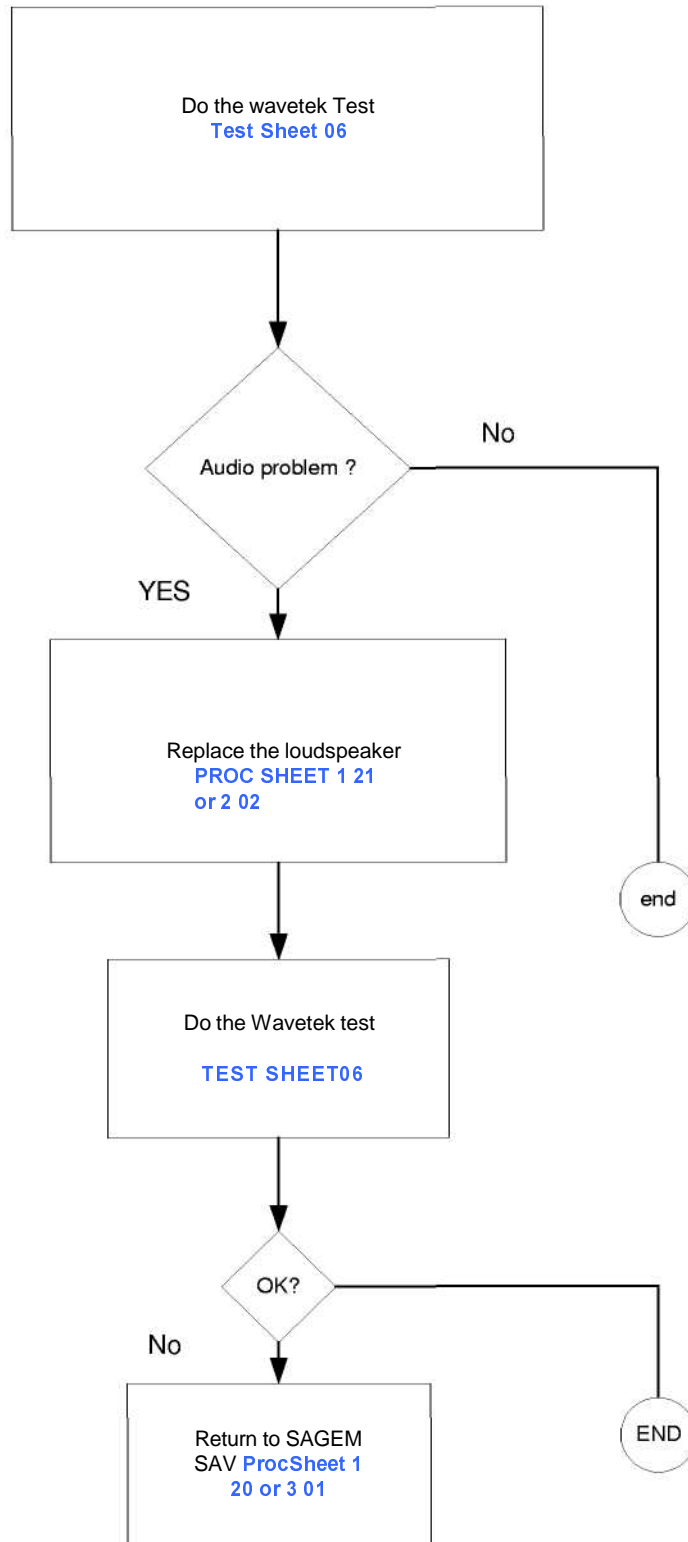 Do the wavetek Test
Test Sheet 06
Audio problem ?
No
YES
Replace the loudspeaker
PROC SHEET 1 21
or 2 02
end
Do the Wavetek test
TEST SHEET06
OK?
No
Return to SAGEM
SAV ProcSheet 1
20 or 3 01
END